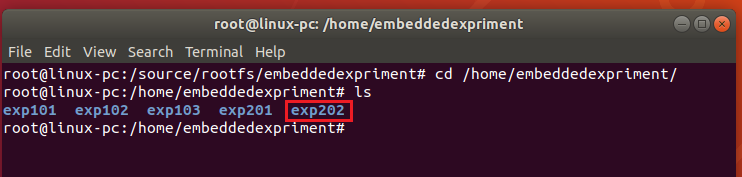 root@linux-pc: /home/embeddedexpriment
File Edit View Search Terminal Help
root@linux-pc:/source/rootfs/embeddedexpriment# cd /home/embeddedexpriment/
root@linux-pc:/home/embeddedexpriment# ls
exp101 exp102 exp103 exp201 exp202
root@linux-pc:/home/embeddedexpriment#